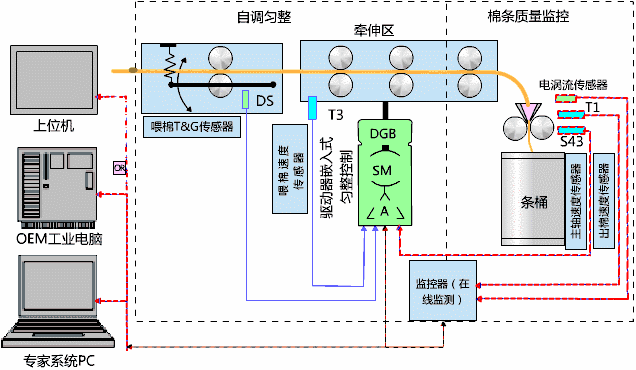 自调匀整
牵伸区
棉条质量监控
上位机
OR
OEM工业电脑
专家系统PC
DS
喂棉T&G传感器
喂棉速度
传感器
T3
驱动器嵌入式
匀整控制
DGB
SM
A
电涡流传感器
T1
S43
条桶
主轴速度传感器
出棉速度传感器
监控器（在
线监测）